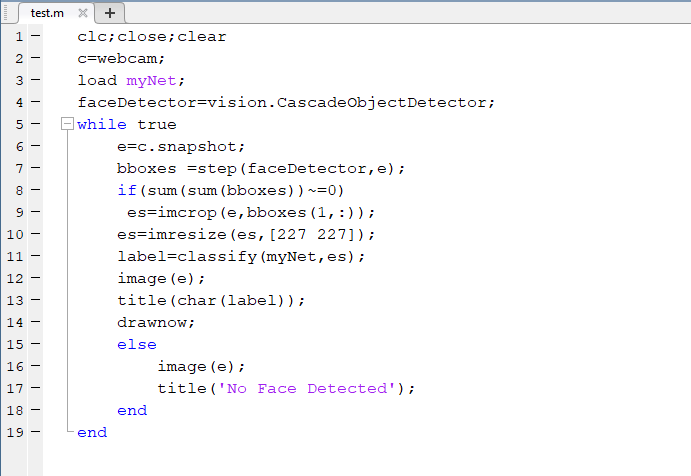 test.m × +
1 – clc;close;clear
2 – c=webcam;
3 – load myNet;
4 – faceDetector=vision.CascadeObjectDetector;
5 – while true
6 – e=c.snapshot;
7 – bboxes =step(faceDetector,e);
8 – if(sum(sum(bboxes))~=0)
9 – es=imcrop(e,bboxes(1,:));
10 – es=imresize(es,[227 227]);
11 – label=classify(myNet,es);
12 – image(e);
13 – title(char(label));
14 – drawnow;
15 – else
16 – image(e);
17 – title('No Face Detected');
18 – end
19 – end